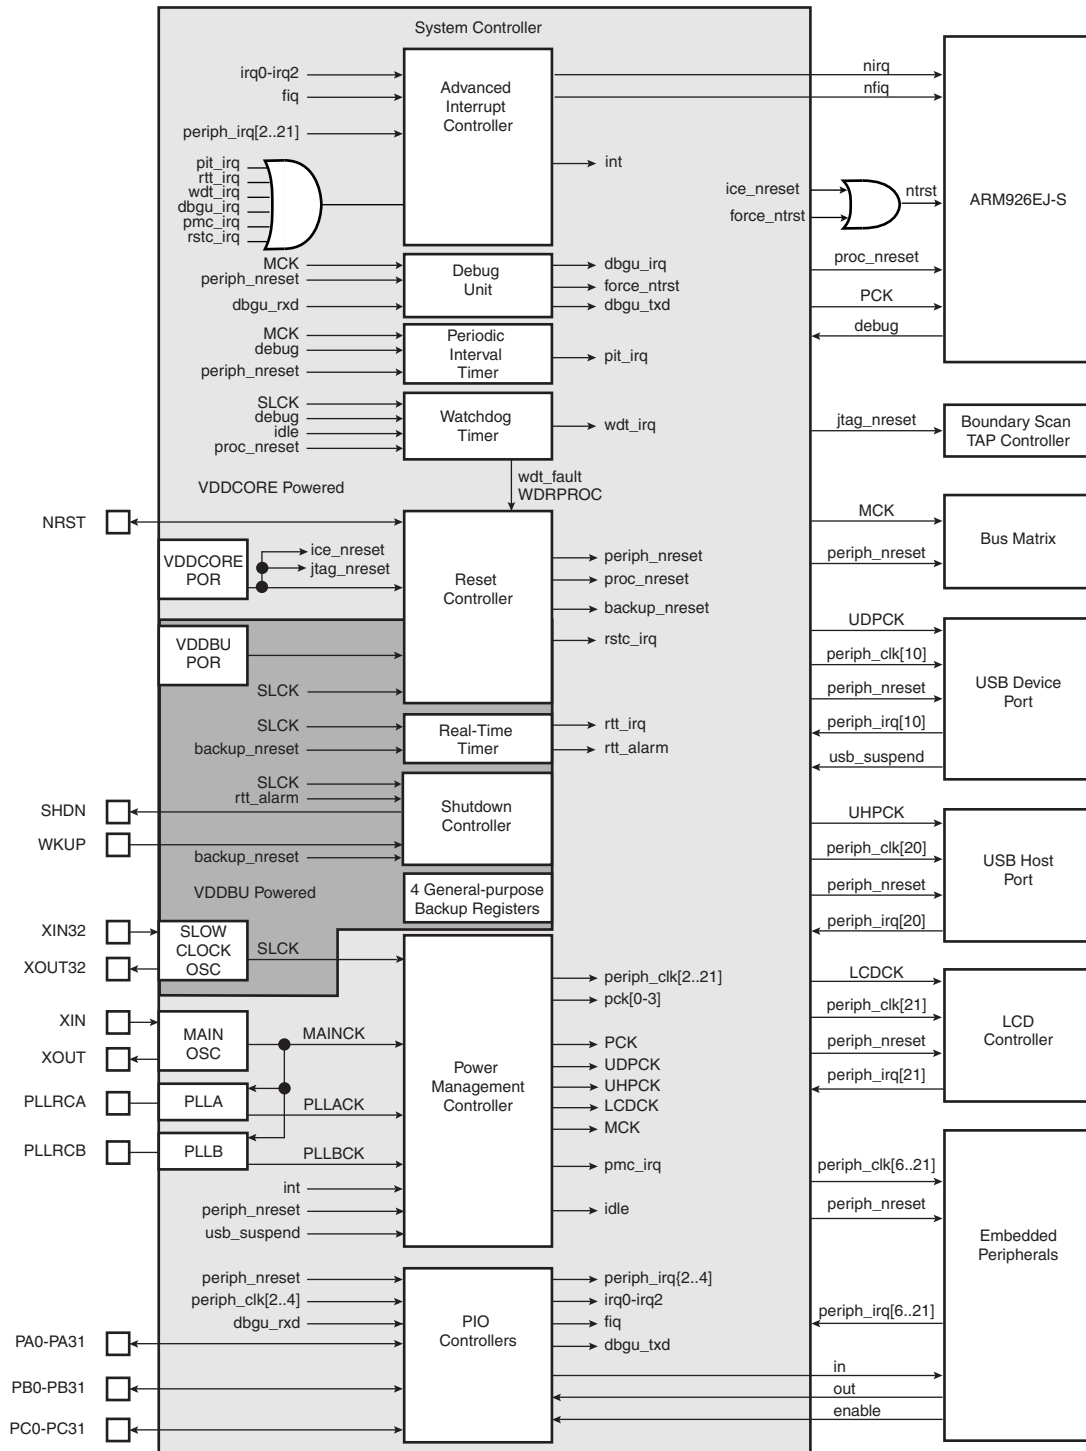 System Controller
irq0-irq2
fiq
periph_irq[2..21]
pit_irq
rtt_irq
wdt_irq
dbgu_irq
pmc_irq
rstc_irq
Advanced
Interrupt
Controller
int
nirq
nfiq
ice_nreset
force_ntrst
ntrst
ARM926EJ-S
proc_nreset
PCK
debug
MCK
periph_nreset
dbgu_rxd
Debug
Unit
dbgu_irq
force_ntrst
dbgu_txd
MCK
debug
periph_nreset
Periodic
Interval
Timer
pit_irq
SLCK
debug
idle
proc_nreset
Watchdog
Timer
wdt_irq
jtag_nreset
Boundary Scan
TAP Controller
wdt_fault
WDRPROC
VDDCORE Powered
NRST
VDDCORE
POR
ice_nreset
jtag_nreset
Reset
Controller
periph_nreset
proc_nreset
backup_nreset
rstc_irq
MCK
periph_nreset
Bus Matrix
VDDBU
POR
SLCK
UDPCK
periph_clk[10]
periph_nreset
periph_irq[10]
usb_suspend
USB Device
Port
SLCK
backup_nreset
Real-Time
Timer
rtt_irq
rtt_alarm
SLCK
rtt_alarm
SHDN
WKUP
backup_nreset
Shutdown
Controller
UHPCK
periph_clk[20]
periph_nreset
periph_irq[20]
USB Host
Port
VDDBU Powered
4 General-purpose
Backup Registers
XIN32
XOUT32
SLOW
CLOCK
OSC
SLCK
XIN
XOUT
MAIN
OSC
MAINCK
PLLRCA
PLLA
PLLACK
PLLRCB
PLLB
PLLBCK
int
periph_nreset
usb_suspend
Power
Management
Controller
periph_clk[2..21]
pck[0-3]
PCK
UDPCK
UHPCK
LCDCK
MCK
pmc_irq
idle
LCDCK
periph_clk[21]
periph_nreset
periph_irq[21]
LCD
Controller
periph_clk[6..21]
periph_nreset
periph_irq[6..21]
in
out
enable
Embedded
Peripherals
periph_nreset
periph_clk[2..4]
dbgu_rxd
PA0-PA31
PB0-PB31
PC0-PC31
PIO
Controllers
periph_irq{2..4]
irq0-irq2
fiq
dbgu_txd